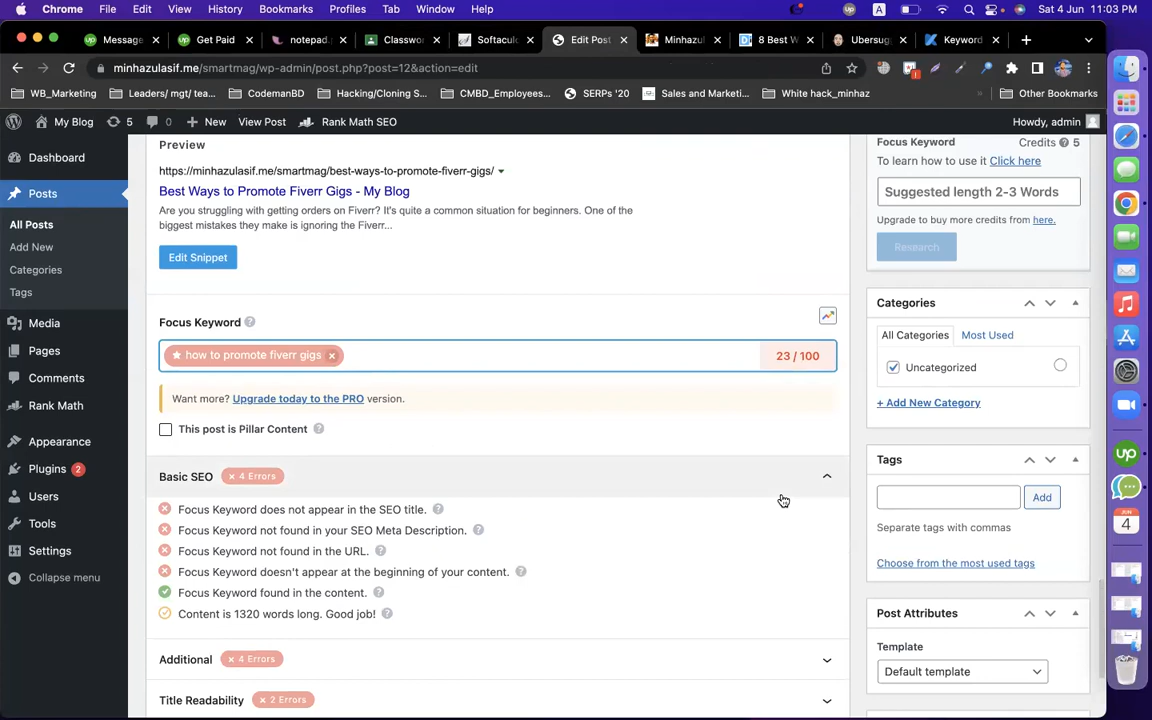 Chrome File Edit View History Bookmarks Profiles Tab Window Help A Sat 4 Jun 11:03 PM
Message Get Paid notepad. Classwo Softacul Edit Post Minhazul 8 Best W Ubersug Keyword
minhazulasif.me/smartmag/wp-admin/post.php?post=12&action=edit
WB_Marketing Leaders/ mgt/ tea... CodemanBD Hacking/Cloning S... CMBD_Employees... SERPs '20 Sales and Marketi... White hack_minhaz » Other Bookmarks
My Blog 5 0 New View Post Rank Math SEO Howdy, admin
Dashboard
Posts
All Posts
Add New
Categories
Tags
Media
Pages
Comments
Rank Math
Appearance
Plugins 2
Users
Tools
Settings
Collapse menu
Preview
https://minhazulasif.me/smartmag/best-ways-to-promote-fiverr-gigs/
Best Ways to Promote Fiverr Gigs - My Blog
Are you struggling with getting orders on Fiverr? It's quite a common situation for beginners. One of the
biggest mistakes they make is ignoring the Fiverr...
Edit Snippet
Focus Keyword
how to promote fiverr gigs
23 / 100
Want more? Upgrade today to the PRO version.
This post is Pillar Content
Basic SEO × 4 Errors
Focus Keyword does not appear in the SEO title.
Focus Keyword not found in your SEO Meta Description.
Focus Keyword not found in the URL.
Focus Keyword doesn't appear at the beginning of your content.
Focus Keyword found in the content.
Content is 1320 words long. Good job!
Additional × 4 Errors
Title Readability × 2 Errors
Focus Keyword Credits 5
To learn how to use it Click here
Suggested length 2-3 Words
Upgrade to buy more credits from here.
Research
Categories
All Categories Most Used
Uncategorized
+ Add New Category
Tags
Add
Separate tags with commas
Choose from the most used tags
Post Attributes
Template
Default template
JUN
4
up